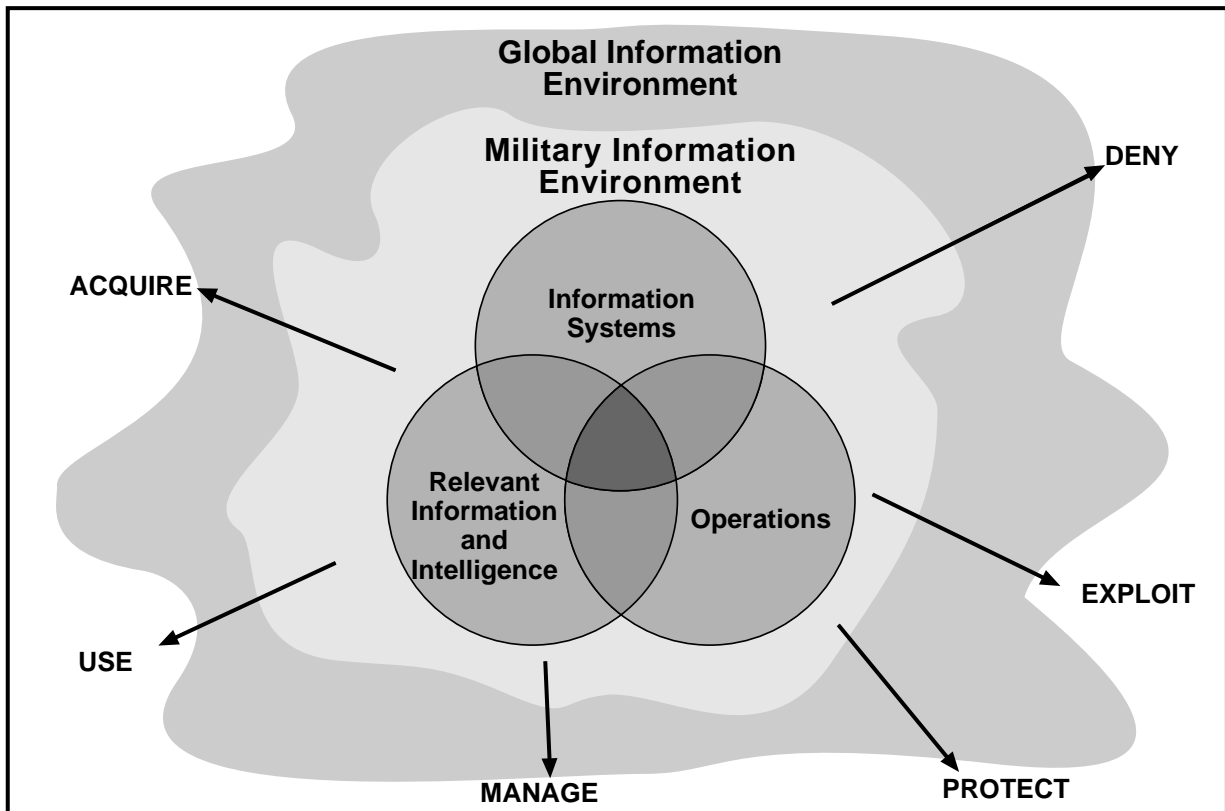 Global Information
Environment
Military Information
Environment
DENY
ACQUIRE
Information
Systems
Relevant
Information
and
Intelligence
Operations
EXPLOIT
USE
MANAGE
PROTECT